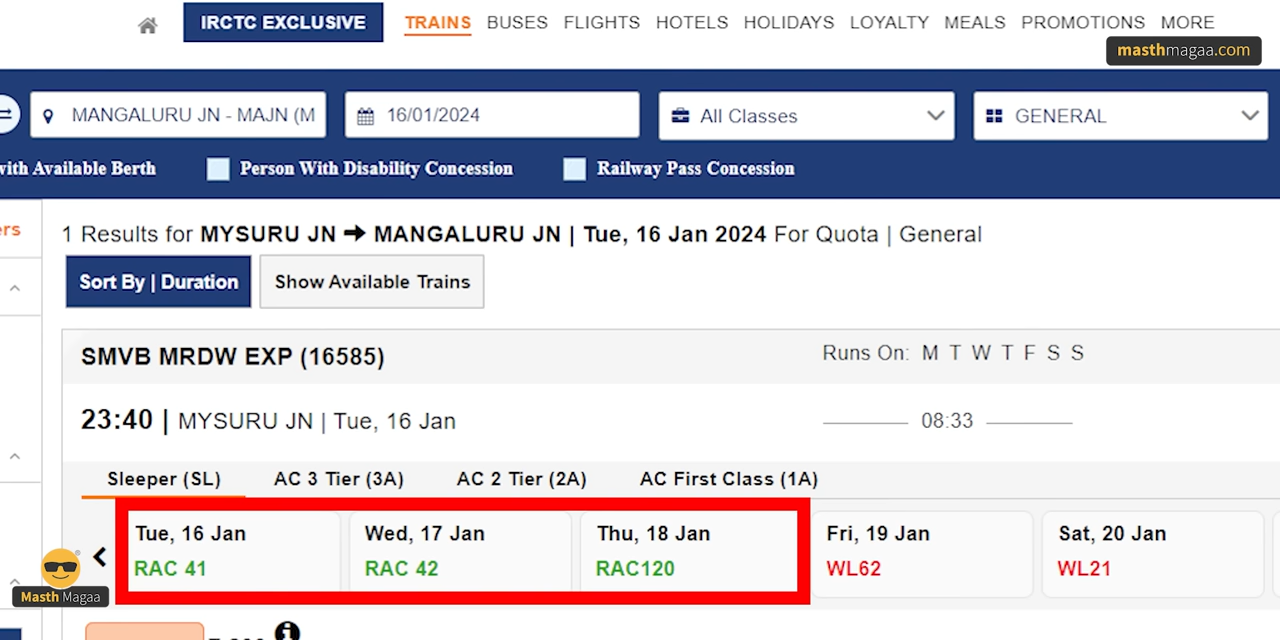 IRCTC EXCLUSIVE TRAINS BUSES FLIGHTS HOTELS HOLIDAYS LOYALTY MEALS PROMOTIONS MORE
masthmagaa.com
MANGALURU JN - MAJN (M 16/01/2024 All Classes GENERAL
with Available Berth Person With Disability Concession Railway Pass Concession
ers
1 Results for MYSURU JN ➔ MANGALURU JN | Tue, 16 Jan 2024 For Quota | General
Sort By | Duration Show Available Trains
SMVB MRDW EXP (16585) Runs On: M T W T F S S
23:40 | MYSURU JN | Tue, 16 Jan 08:33
Sleeper (SL) AC 3 Tier (3A) AC 2 Tier (2A) AC First Class (1A)
Tue, 16 Jan Wed, 17 Jan Thu, 18 Jan Fri, 19 Jan Sat, 20 Jan
RAC 41 RAC 42 RAC120 WL62 WL21
Masth Magaa